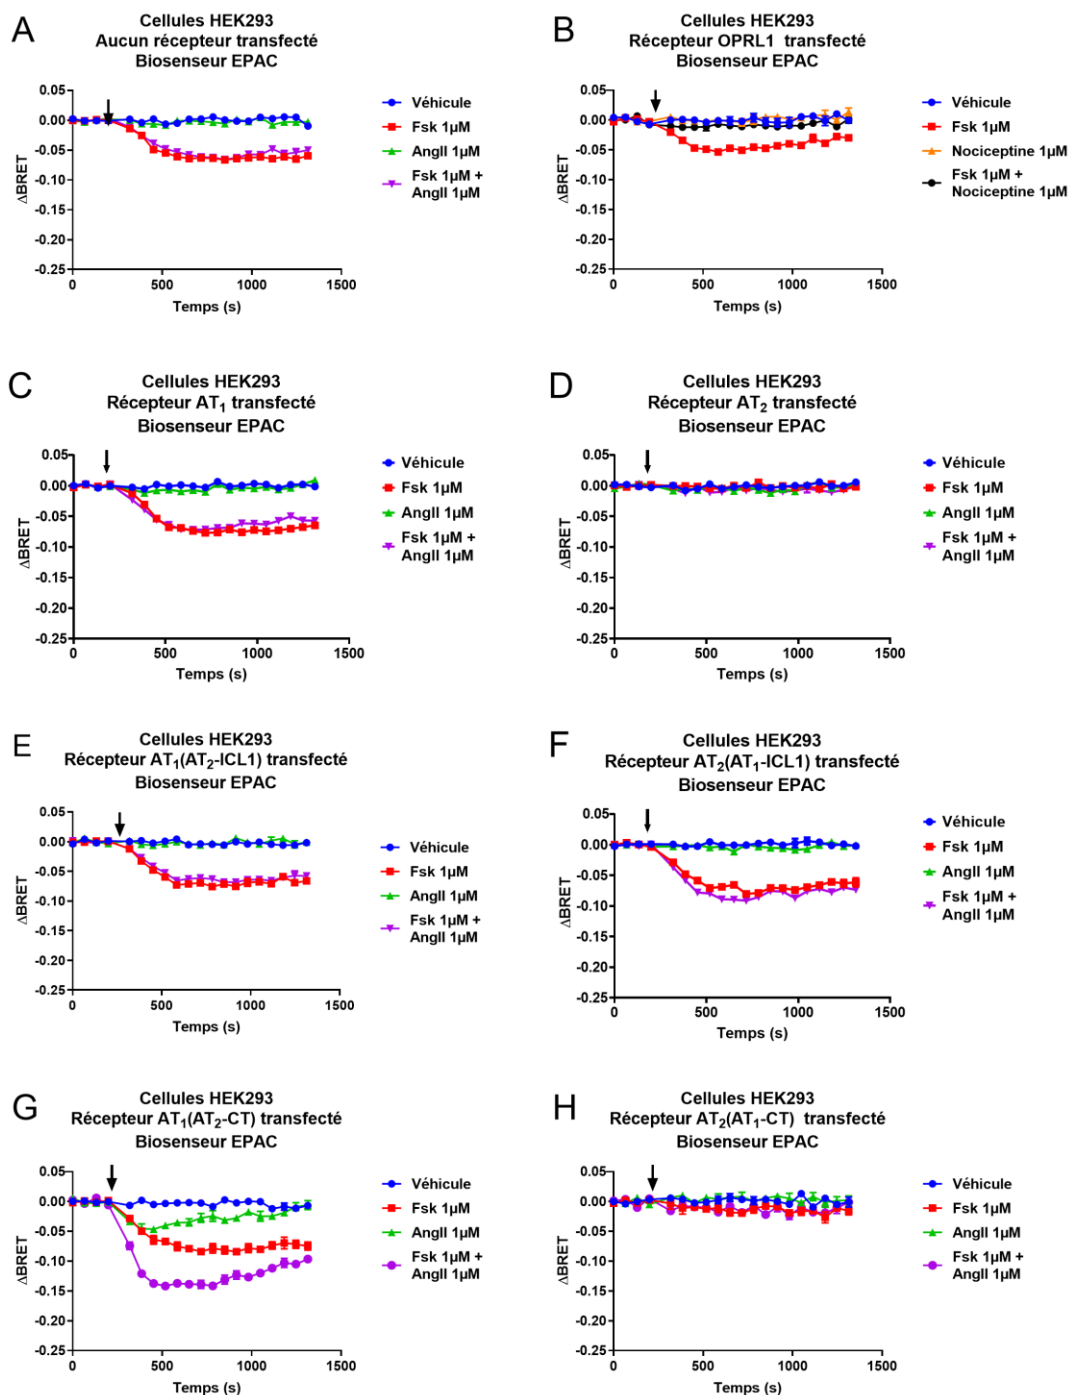 A
Cellules HEK293
Aucun récepteur transfecté
Biosenseur EPAC
0.05
0.00
-0.05
-0.10
-0.15
-0.20
-0.25
ΔBRET
0
500
1000
1500
Temps (s)
Véhicule
Fsk 1µM
AngII 1µM
Fsk 1µM +
AngII 1µM
B
Cellules HEK293
Récepteur OPRL1 transfecté
Biosenseur EPAC
0.05
0.00
-0.05
-0.10
-0.15
-0.20
-0.25
ΔBRET
0
500
1000
1500
Temps (s)
Véhicule
Fsk 1µM
Nociceptine 1µM
Fsk 1µM +
Nociceptine 1µM
C
Cellules HEK293
Récepteur AT1 transfecté
Biosenseur EPAC
0.05
0.00
-0.05
-0.10
-0.15
-0.20
-0.25
ΔBRET
0
500
1000
1500
Temps (s)
Véhicule
Fsk 1µM
AngII 1µM
Fsk 1µM +
AngII 1µM
D
Cellules HEK293
Récepteur AT2 transfecté
Biosenseur EPAC
0.05
0.00
-0.05
-0.10
-0.15
-0.20
-0.25
ΔBRET
0
500
1000
1500
Temps (s)
Véhicule
Fsk 1µM
AngII 1µM
Fsk 1µM +
AngII 1µM
E
Cellules HEK293
Récepteur AT1(AT2-ICL1) transfecté
Biosenseur EPAC
0.05
0.00
-0.05
-0.10
-0.15
-0.20
-0.25
ΔBRET
0
500
1000
1500
Temps (s)
Véhicule
Fsk 1µM
AngII 1µM
Fsk 1µM +
AngII 1µM
F
Cellules HEK293
Récepteur AT2(AT1-ICL1) transfecté
Biosenseur EPAC
0.05
0.00
-0.05
-0.10
-0.15
-0.20
-0.25
ΔBRET
0
500
1000
1500
Temps (s)
Véhicule
Fsk 1µM
AngII 1µM
Fsk 1µM +
AngII 1µM
G
Cellules HEK293
Récepteur AT1(AT2-CT) transfecté
Biosenseur EPAC
0.05
0.00
-0.05
-0.10
-0.15
-0.20
-0.25
ΔBRET
0
500
1000
1500
Temps (s)
Véhicule
Fsk 1µM
AngII 1µM
Fsk 1µM +
AngII 1µM
H
Cellules HEK293
Récepteur AT2(AT1-CT) transfecté
Biosenseur EPAC
0.05
0.00
-0.05
-0.10
-0.15
-0.20
-0.25
ΔBRET
0
500
1000
1500
Temps (s)
Véhicule
Fsk 1µM
AngII 1µM
Fsk 1µM +
AngII 1µM